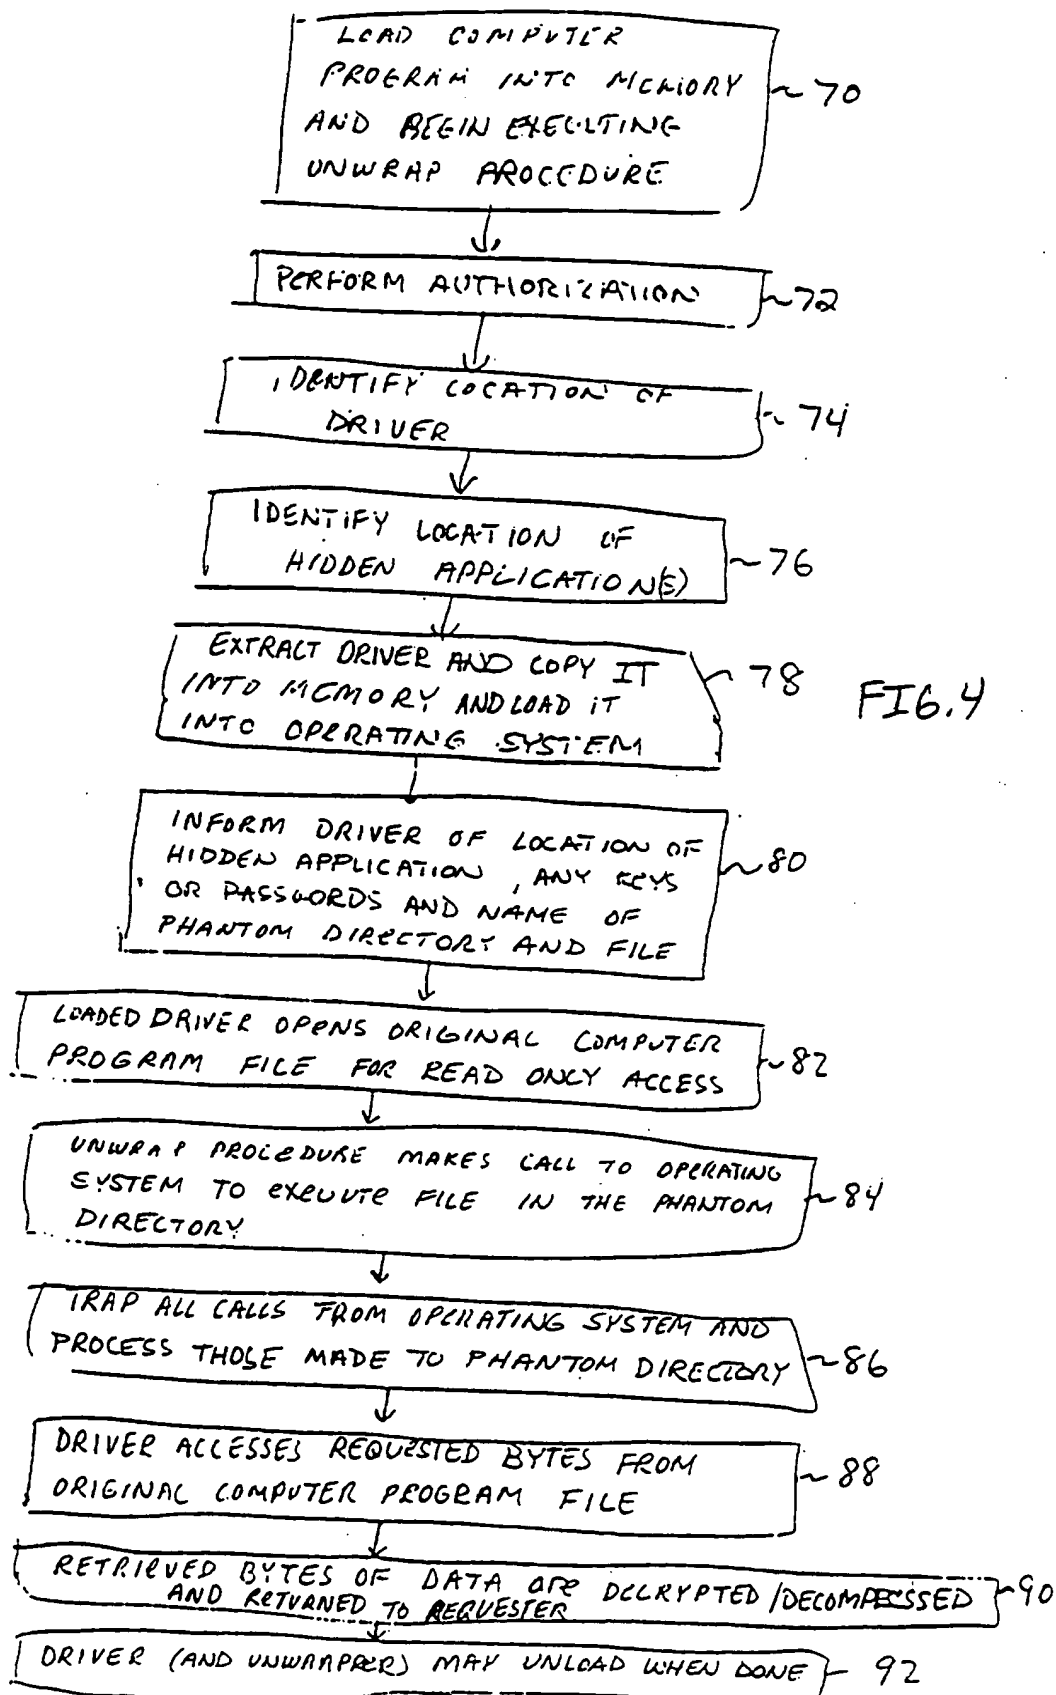 LOAD COMPUTER
PROGRAM INTO MEMORY
AND BEGIN EXECUTING
UNWRAP PROCEDURE
70
PERFORM AUTHORIZATION
72
IDENTIFY LOCATION OF
DRIVER
74
IDENTIFY LOCATION OF
HIDDEN APPLICATION(S)
76
EXTRACT DRIVER AND COPY IT
INTO MEMORY AND LOAD IT
INTO OPERATING SYSTEM
78
FIG.4
INFORM DRIVER OF LOCATION OF
HIDDEN APPLICATION, ANY KEYS
OR PASSWORDS AND NAME OF
PHANTOM DIRECTORY AND FILE
80
LOADED DRIVER OPENS ORIGINAL COMPUTER
PROGRAM FILE FOR READ ONLY ACCESS
82
UNWRAP PROCEDURE MAKES CALL TO OPERATING
SYSTEM TO EXECUTE FILE IN THE PHANTOM
DIRECTORY
84
TRAP ALL CALLS FROM OPERATING SYSTEM AND
PROCESS THOSE MADE TO PHANTOM DIRECTORY
86
DRIVER ACCESSES REQUESTED BYTES FROM
ORIGINAL COMPUTER PROGRAM FILE
88
RETRIEVED BYTES OF DATA ARE DECRYPTED/DECOMPRESSED
AND RETURNED TO REQUESTER
90
DRIVER (AND UNWRAPPER) MAY UNLOAD WHEN DONE
92